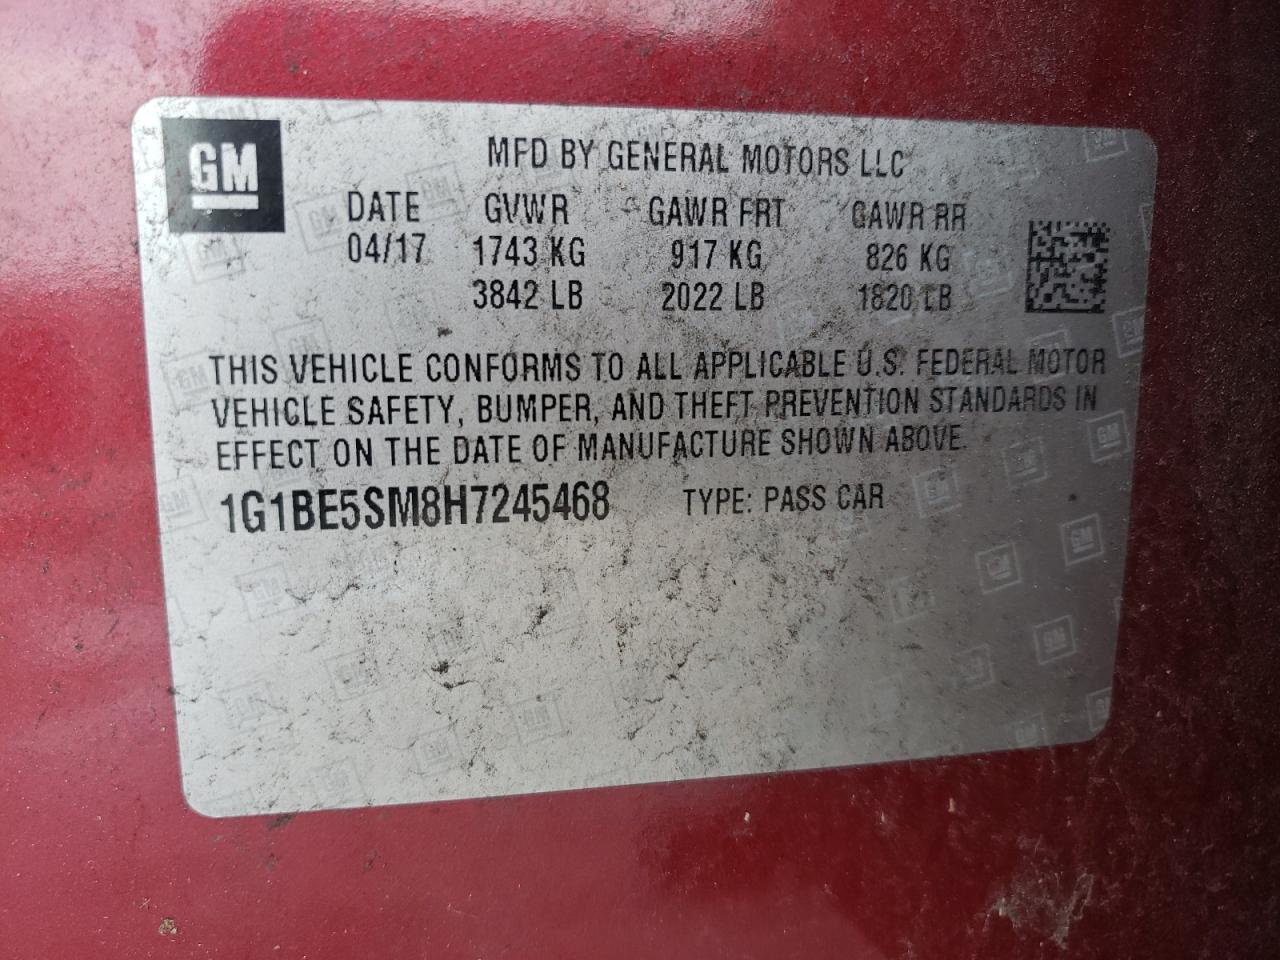 GM
MFD BY GENERAL MOTORS LLC
DATE GVWR GAWR FRT GAWR RR
04/17 1743 KG 917 KG 826 KG
3842 LB 2022 LB 1820 LB
THIS VEHICLE CONFORMS TO ALL APPLICABLE U.S. FEDERAL MOTOR
VEHICLE SAFETY, BUMPER, AND THEFT PREVENTION STANDARDS IN
EFFECT ON THE DATE OF MANUFACTURE SHOWN ABOVE.
1G1BE5SM8H7245468 TYPE: PASS CAR